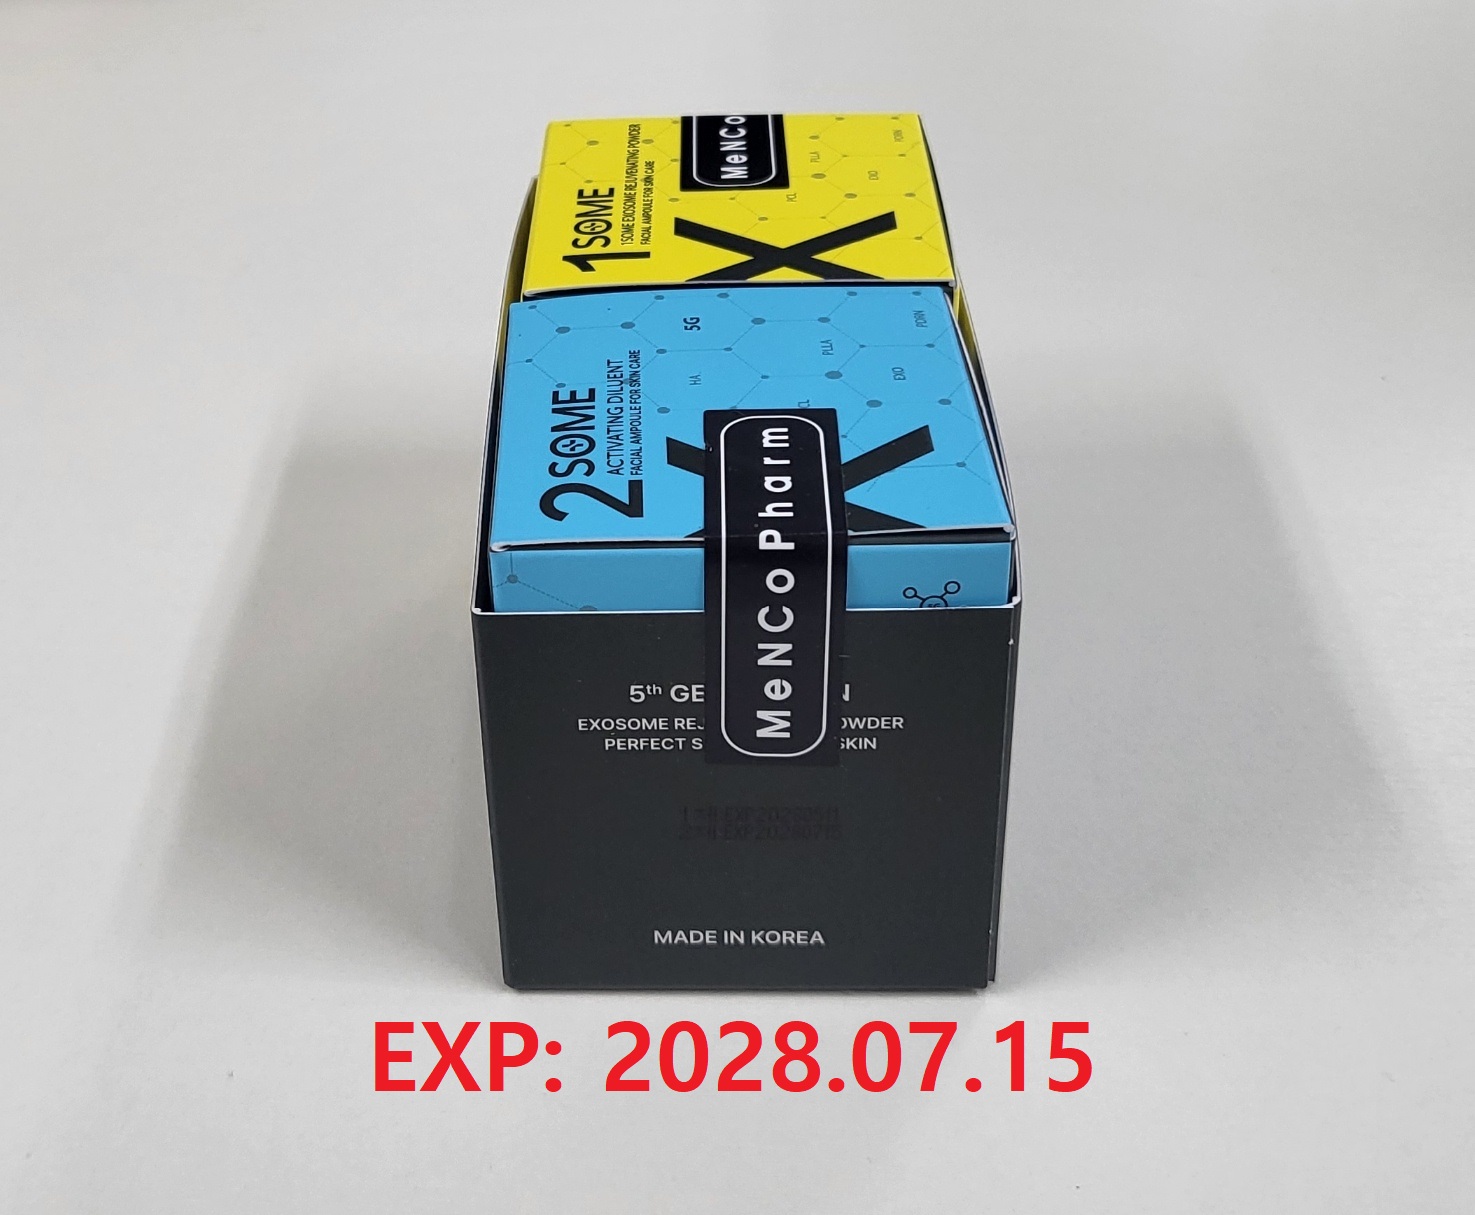 MeNCo
1SOME
1SOME EXOSOME REJUVENATING POWDER
FACIAL AMPOULE FOR SKIN CARE
X
PCL
PLLA
EXO
PDRN
2SOME
ACTIVATING DILUENT
FACIAL AMPOULE FOR SKIN CARE
5G
HA
CL
PLLA
EXO
PDRN
X
MeNCoPharm
5th GE N
EXOSOME REJ OWDER
PERFECT S SKIN
MADE IN KOREA
EXP: 2028.07.15